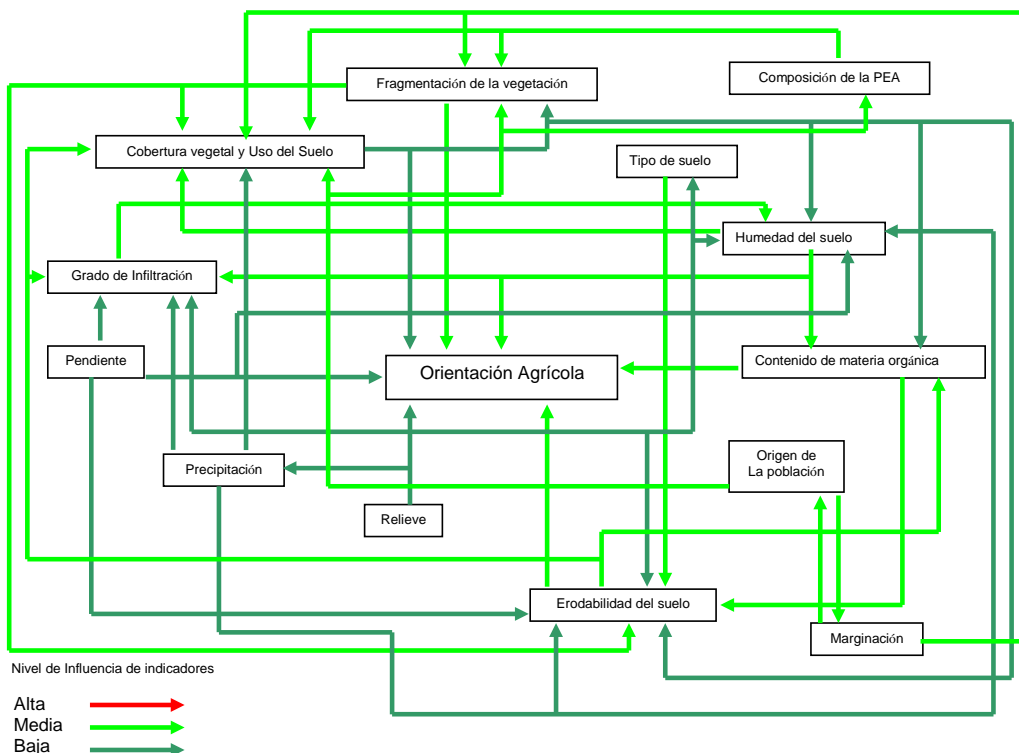 Fragmentación de la vegetación
Composición de la PEA
Cobertura vegetal y Uso del Suelo
Tipo de suelo
Humedad del suelo
Grado de Infiltración
Pendiente
Orientación Agrícola
Contenido de materia orgánica
Precipitación
Origen de
La población
Relieve
Erodabilidad del suelo
Marginación
Nivel de Influencia de indicadores
Alta
Media
Baja